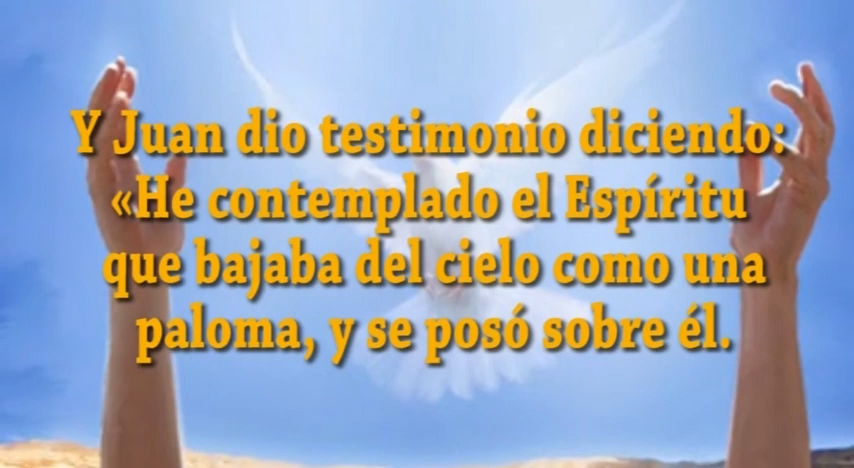 Y Juan dio testimonio diciendo:
«He contemplado el Espíritu
que bajaba del cielo como una
paloma, y se posó sobre él.